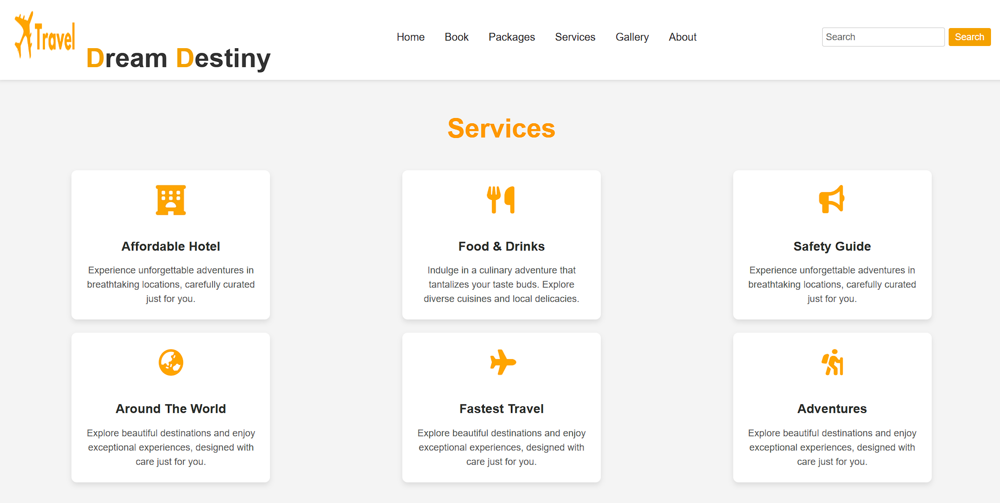 Travel
Dream Destiny
Home Book Packages Services Gallery About
Search Search
Services
Affordable Hotel
Experience unforgettable adventures in
breathtaking locations, carefully curated
just for you.
Food & Drinks
Indulge in a culinary adventure that
tantalizes your taste buds. Explore
diverse cuisines and local delicacies.
Safety Guide
Experience unforgettable adventures in
breathtaking locations, carefully curated
just for you.
Around The World
Explore beautiful destinations and enjoy
exceptional experiences, designed with
care just for you.
Fastest Travel
Explore beautiful destinations and enjoy
exceptional experiences, designed with
care just for you.
Adventures
Explore beautiful destinations and enjoy
exceptional experiences, designed with
care just for you.